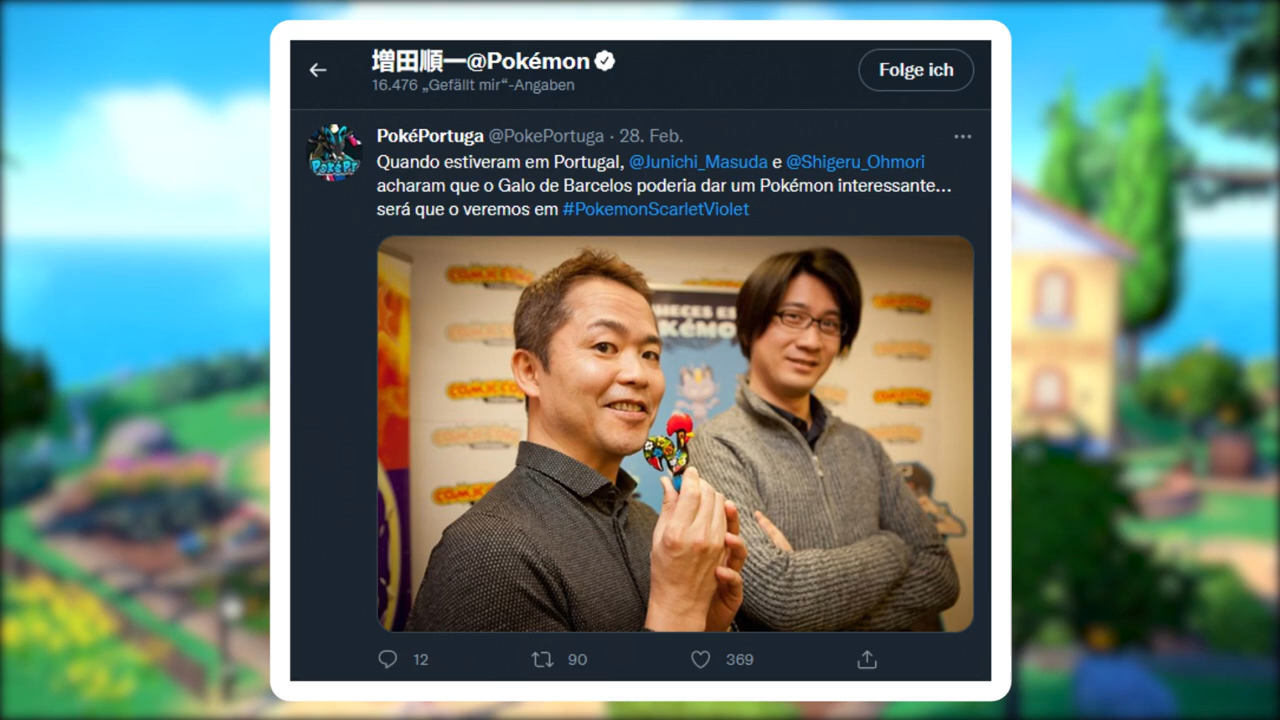 増田順一@Pokémon
16.476 „Gefällt mir“-Angaben
Folge ich
PokéPortuga @PokePortuga · 28. Feb.
Quando estiveram em Portugal, @Junichi_Masuda e @Shigeru_Ohmori
acharam que o Galo de Barcelos poderia dar um Pokémon interessante...
será que o veremos em #PokemonScarletViolet
COMIC CON
12
90
369